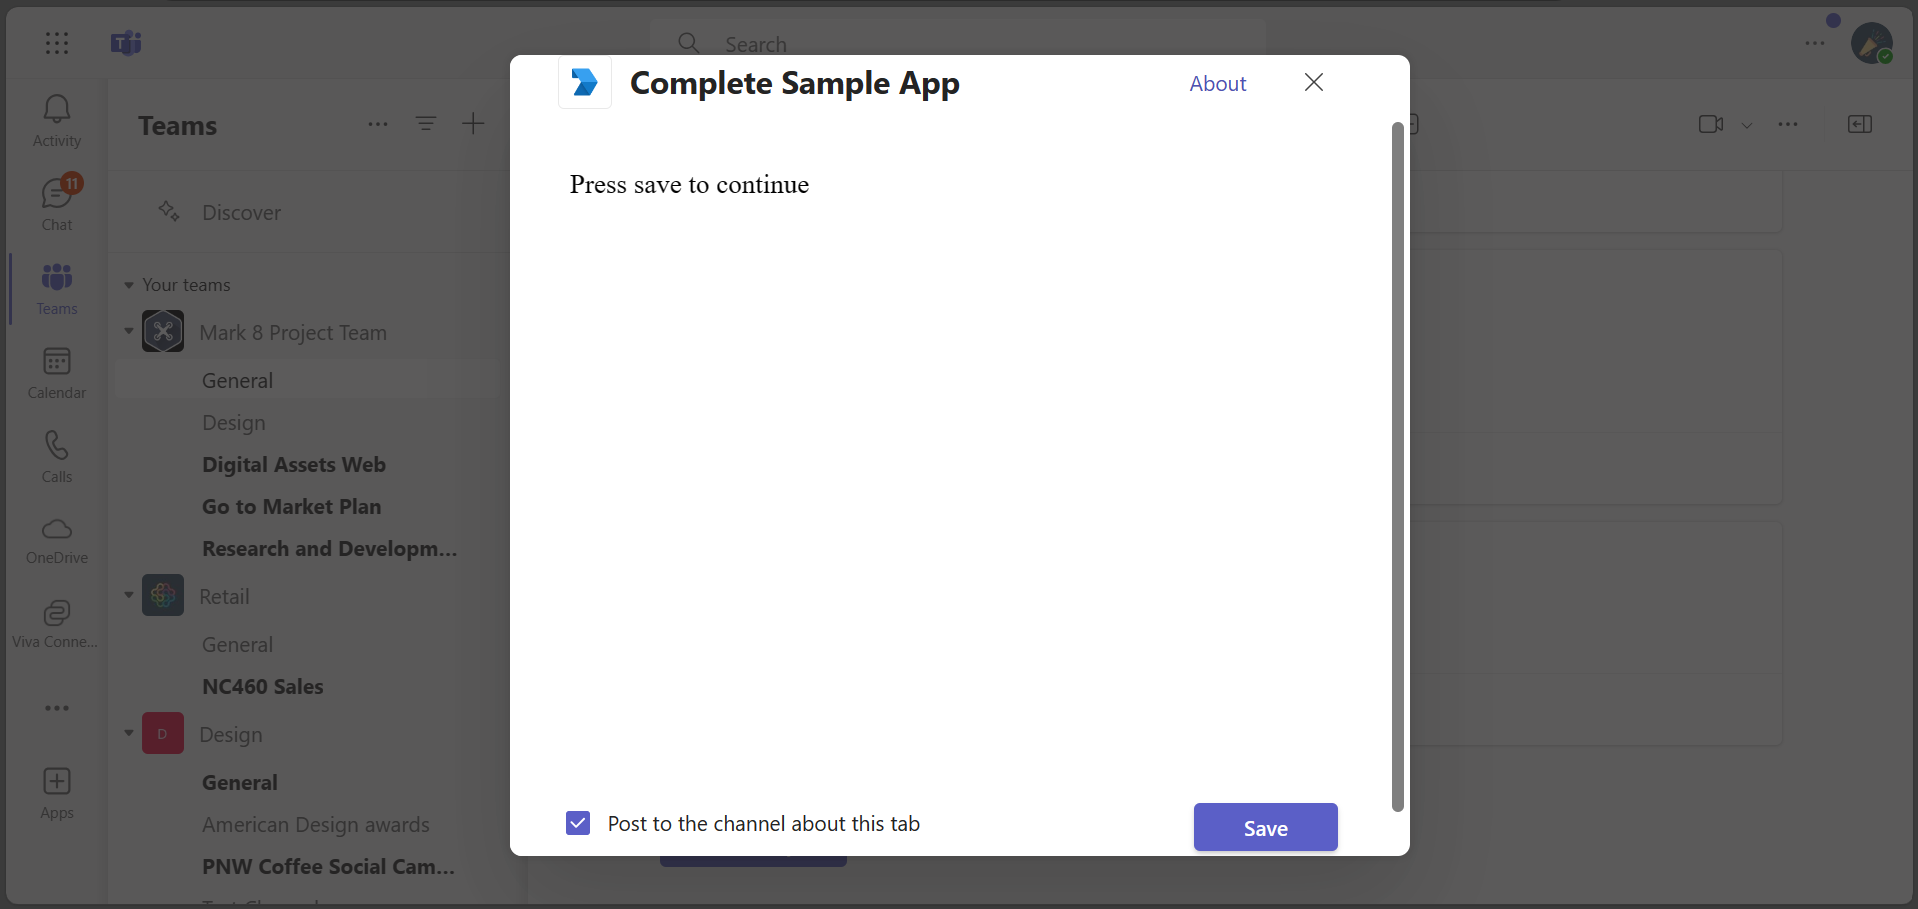 Search
Complete Sample App
About
Press save to continue
Post to the channel about this tab
Save
Activity
11
Chat
Teams
Calendar
Calls
OneDrive
Viva Conne...
Apps
Teams
Discover
Your teams
Mark 8 Project Team
General
Design
Digital Assets Web
Go to Market Plan
Research and Developm...
Retail
General
NC460 Sales
D
Design
General
American Design awards
PNW Coffee Social Cam...